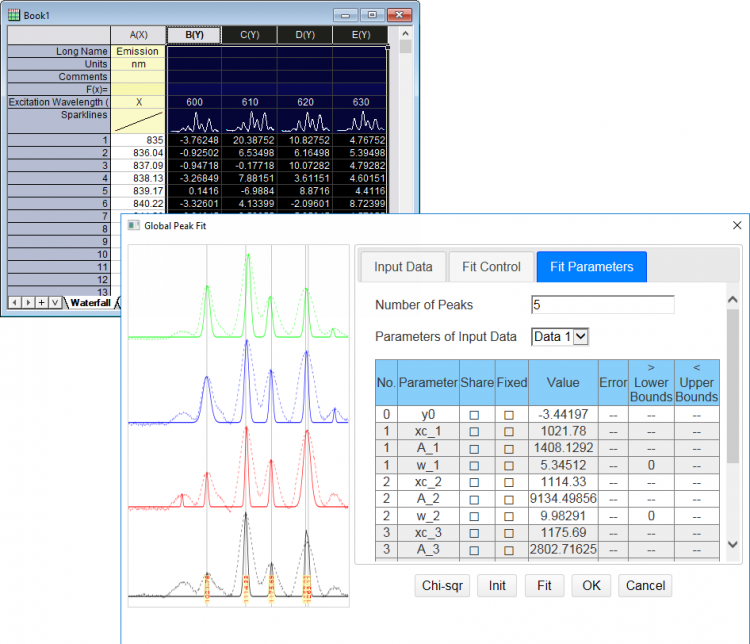 Book1
A(X) B(Y) C(Y) D(Y) E(Y)
Long Name Emission
Units nm
Comments
F(x)=
Excitation Wavelength ( X 600 610 620 630
Sparklines
1 835 -3.76248 20.38752 10.82752 4.76752
2 836.04 -0.92502 6.53498 6.16498 5.39498
3 837.09 -0.94718 -0.17718 10.07282 4.79282
4 838.13 -3.26849 7.88151 3.61151 4.60151
5 839.17 0.1416 -6.9884 8.8716 4.4116
6 840.22 -3.32601 4.13399 -2.09601 8.72399
7
8
9
10
11
12
13
Waterfall
Global Peak Fit
Input Data Fit Control Fit Parameters
Number of Peaks 5
Parameters of Input Data Data 1
No. Parameter Share Fixed Value Error > Lower Bounds < Upper Bounds
0 y0 -3.44197 -- -- --
1 xc_1 1021.78 -- -- --
1 A_1 1408.1292 -- -- --
1 w_1 5.34512 -- 0 --
2 xc_2 1114.33 -- -- --
2 A_2 9134.49856 -- -- --
2 w_2 9.98291 -- 0 --
3 xc_3 1175.69 -- -- --
3 A_3 2802.71625 -- -- --
Chi-sqr Init Fit OK Cancel